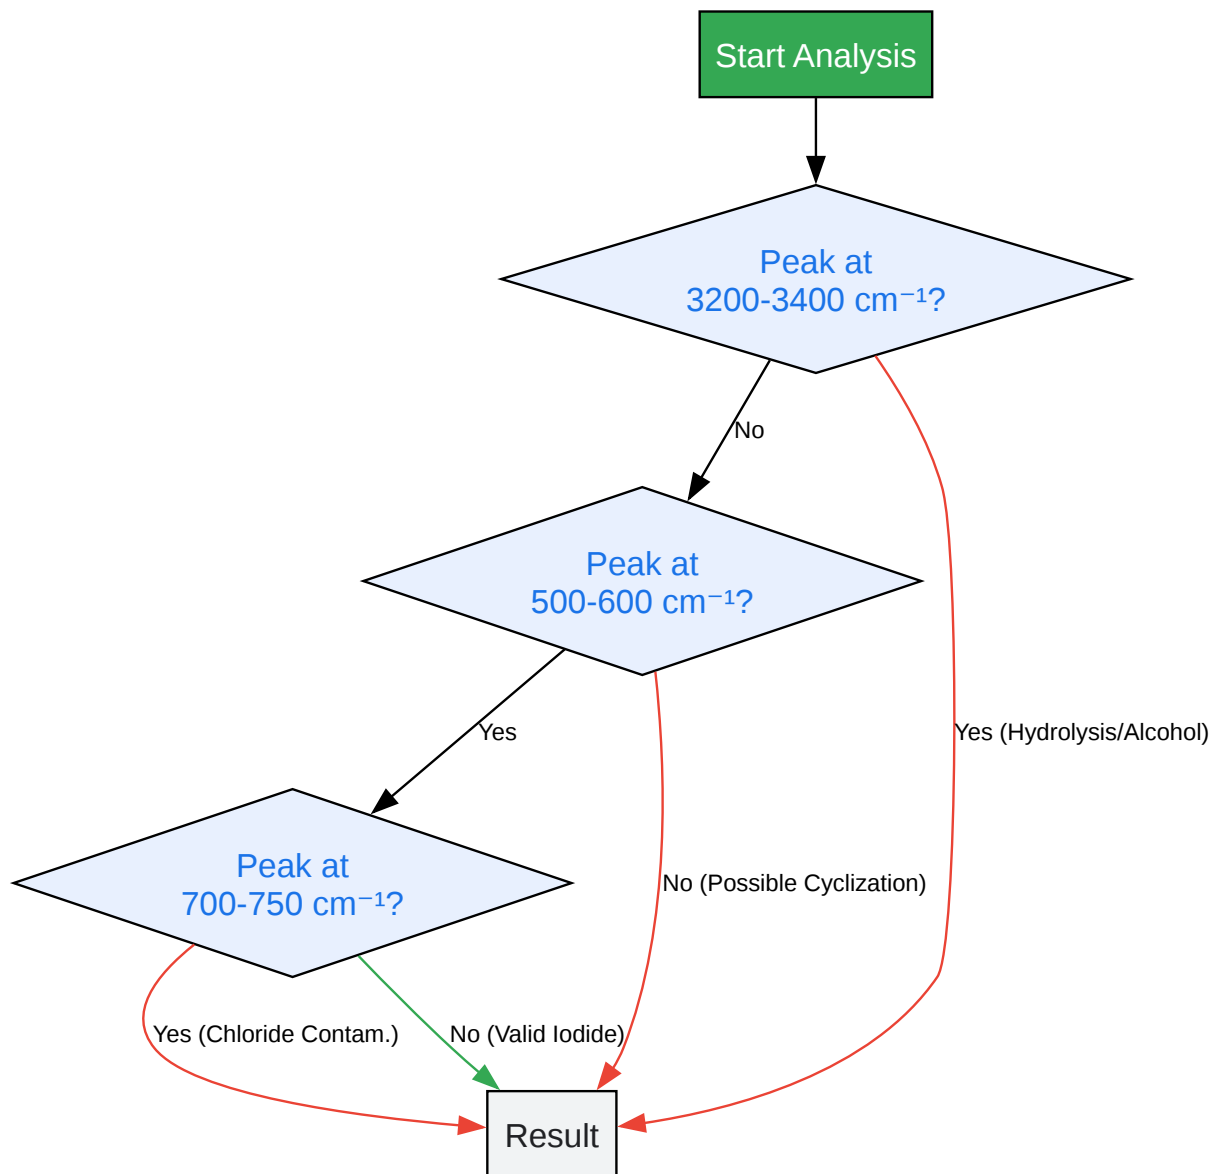 Start Analysis
Peak at
3200-3400 cm⁻¹?
No
Peak at
500-600 cm⁻¹?
Yes
Yes (Hydrolysis/Alcohol)
Peak at
700-750 cm⁻¹?
No (Possible Cyclization)
Yes (Chloride Contam.)
No (Valid Iodide)
Result